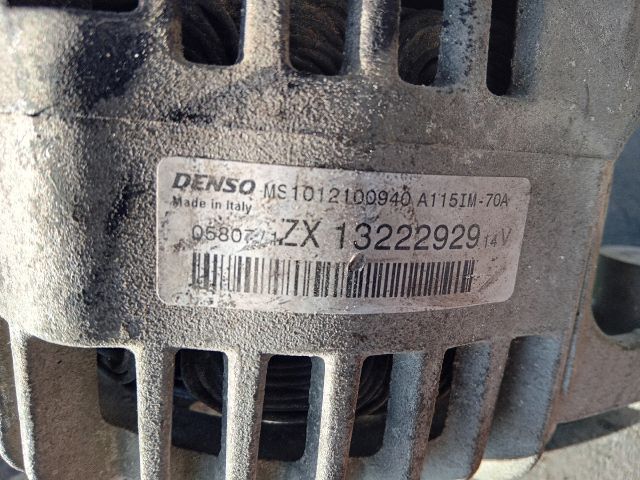 DENSO MS1012100940 A115IM-70A
Made in Italy
ZX 13222929 14V